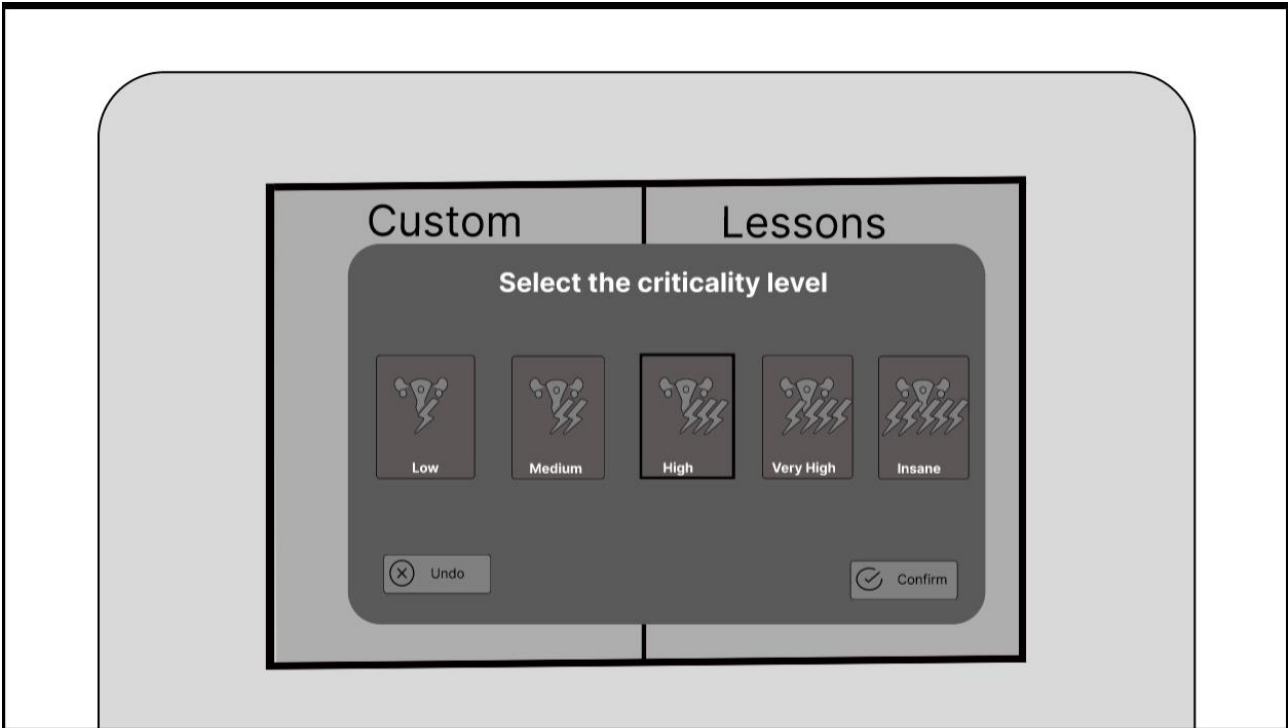 Custom Lessons
Select the criticality level
Low Medium High Very High Insane
Undo Confirm